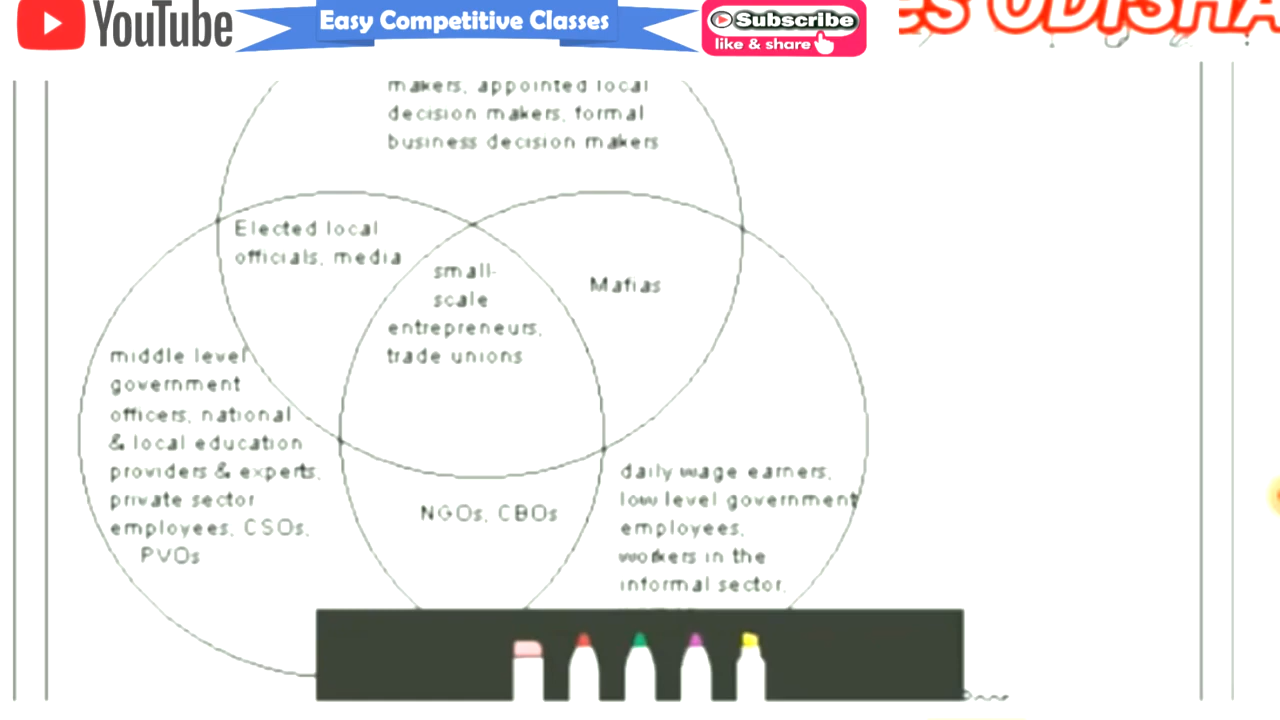 YouTube
Easy Competitive Classes
Subscribe
like & share
es ODISHA
makers, appointed local
decision makers, formal
business decision makers
Elected local
officials, media
small-
scale
entrepreneurs,
trade unions
Mafias
middle level
government
officers, national
& local education
providers & experts,
private sector
employees, CSOs,
PVOs
NGOs, CBOs
daily wage earners,
low level government
employees,
workers in the
informal sector,